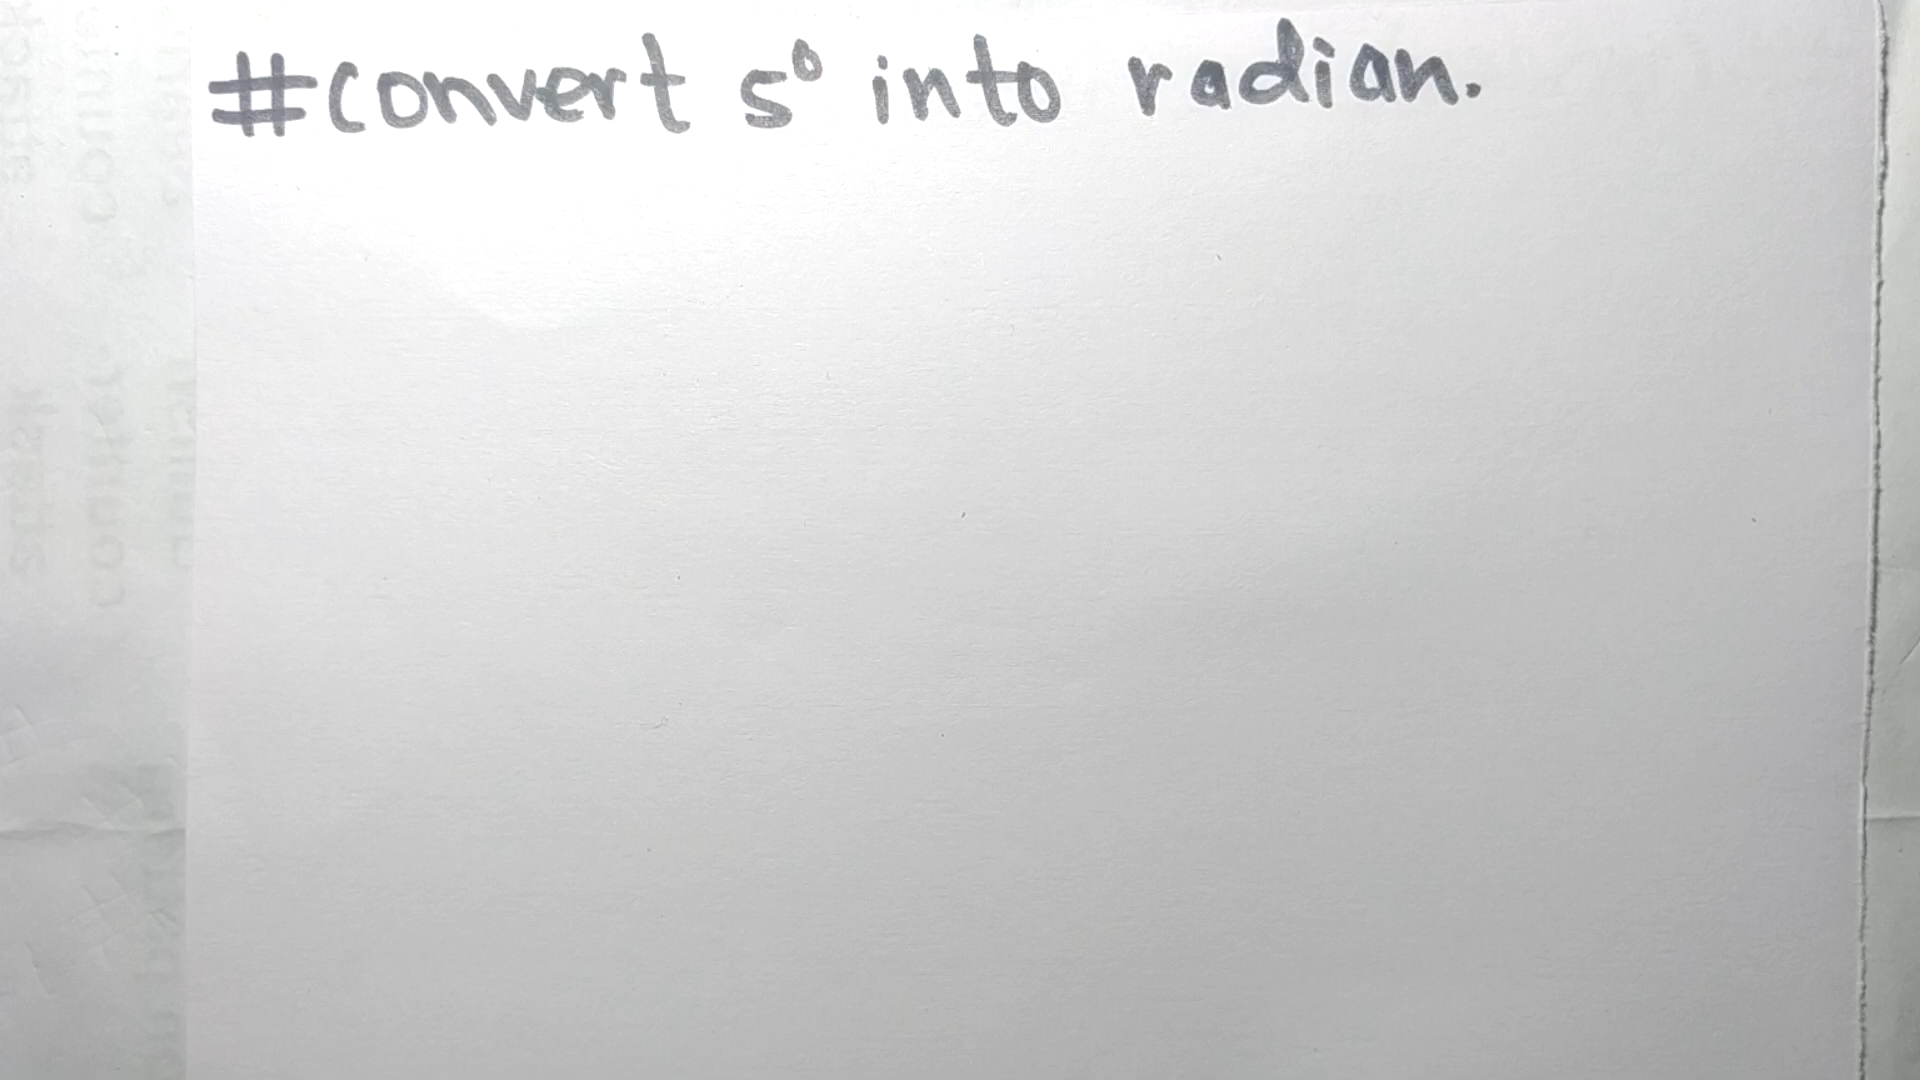 #convert 5° into radian.